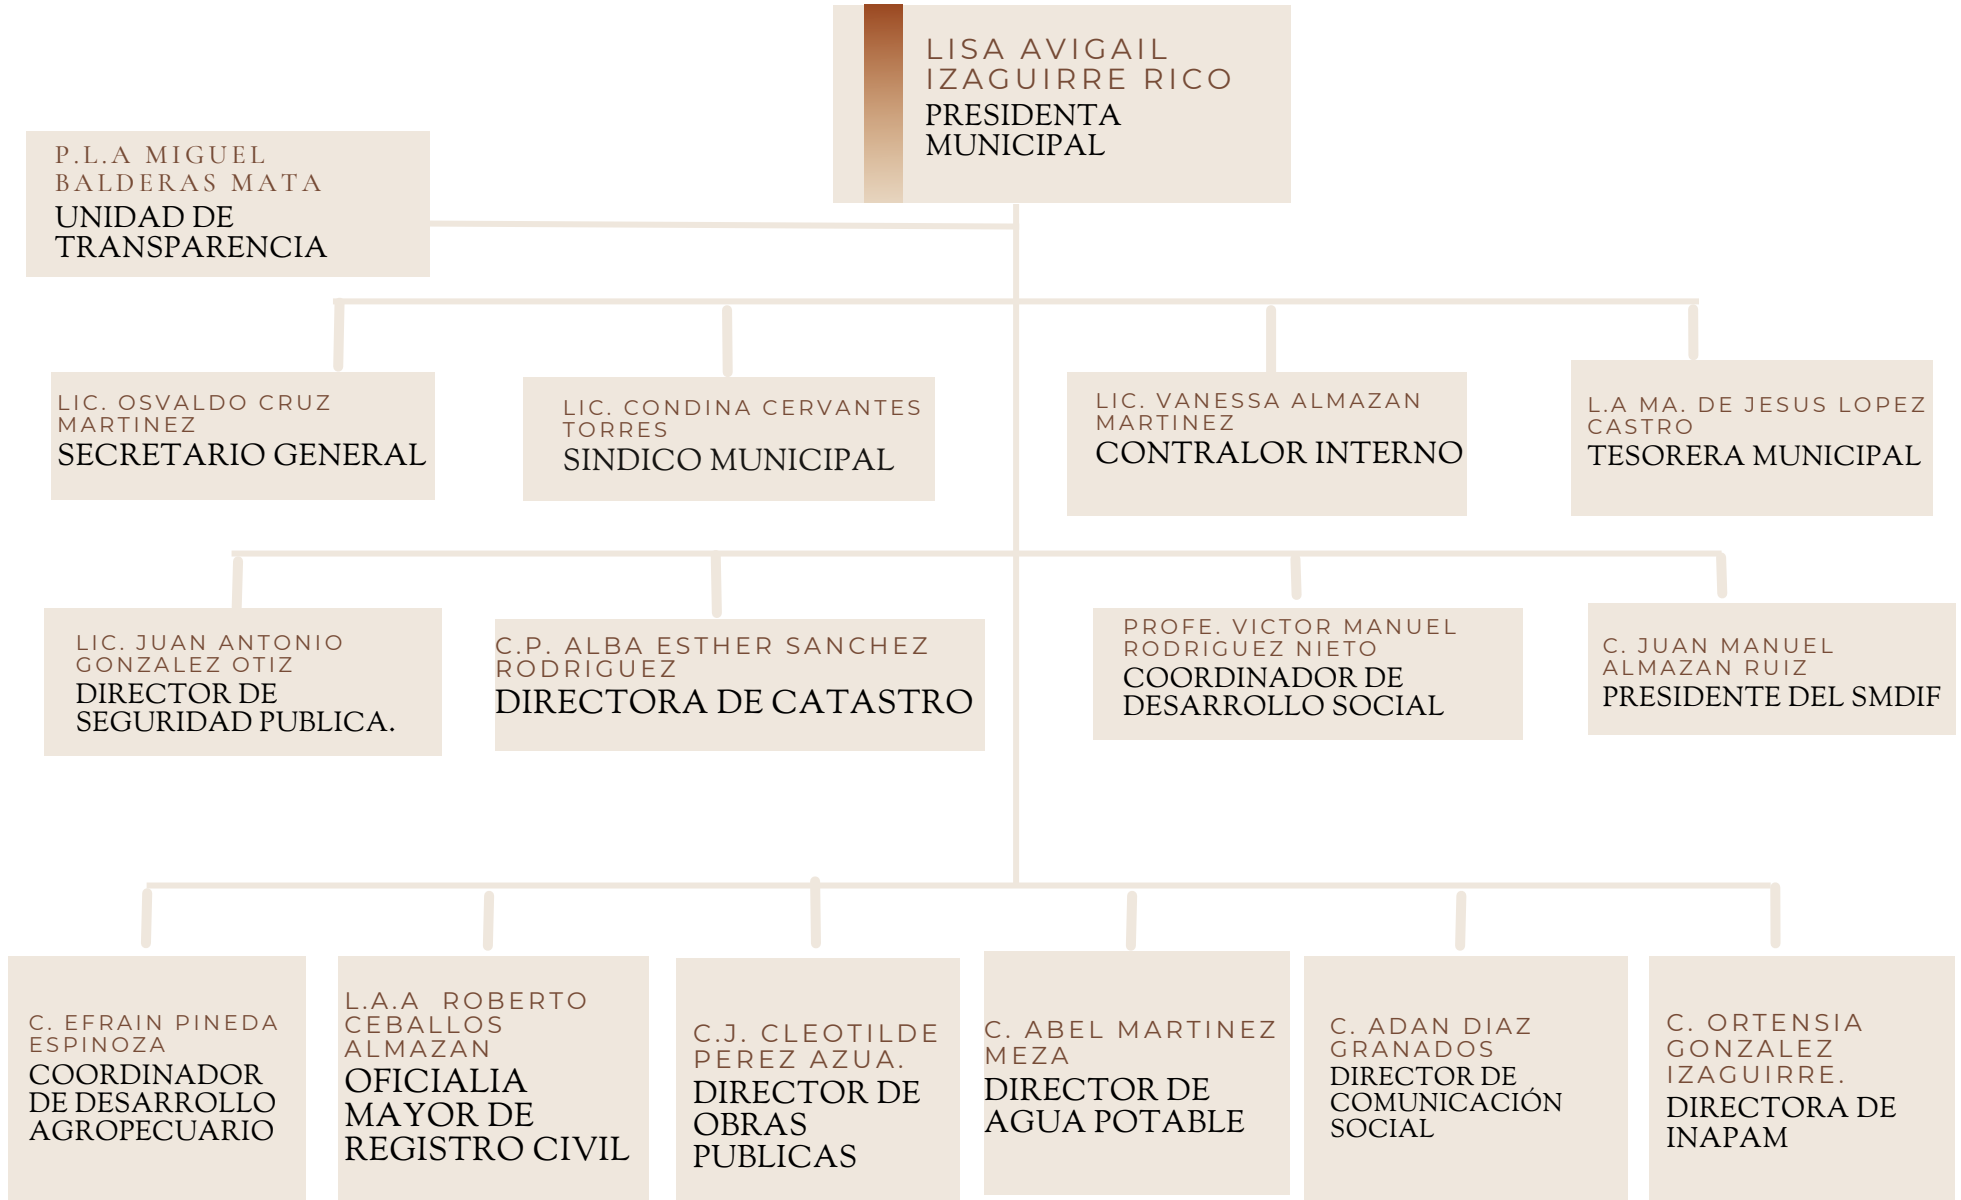 LISA AVIGAIL
IZAGUIRRE RICO
PRESIDENTA
MUNICIPAL
P.L.A MIGUEL
BALDERAS MATA
UNIDAD DE
TRANSPARENCIA
LIC. OSVALDO CRUZ
MARTINEZ
SECRETARIO GENERAL
LIC. CONDINA CERVANTES
TORRES
SINDICO MUNICIPAL
LIC. VANESSA ALMAZAN
MARTINEZ
CONTRALOR INTERNO
L.A MA. DE JESUS LOPEZ
CASTRO
TESORERA MUNICIPAL
LIC. JUAN ANTONIO
GONZALEZ OTIZ
DIRECTOR DE
SEGURIDAD PUBLICA.
C.P. ALBA ESTHER SANCHEZ
RODRIGUEZ
DIRECTORA DE CATASTRO
PROFE. VICTOR MANUEL
RODRIGUEZ NIETO
COORDINADOR DE
DESARROLLO SOCIAL
C. JUAN MANUEL
ALMAZAN RUIZ
PRESIDENTE DEL SMDIF
C. EFRAIN PINEDA
ESPINOZA
COORDINADOR
DE DESARROLLO
AGROPECUARIO
L.A.A ROBERTO
CEBALLOS
ALMAZAN
OFICIALIA
MAYOR DE
REGISTRO CIVIL
C.J. CLEOTILDE
PEREZ AZUA.
DIRECTOR DE
OBRAS
PUBLICAS
C. ABEL MARTINEZ
MEZA
DIRECTOR DE
AGUA POTABLE
C. ADAN DIAZ
GRANADOS
DIRECTOR DE
COMUNICACIÓN
SOCIAL
C. ORTENSIA
GONZALEZ
IZAGUIRRE.
DIRECTORA DE
INAPAM